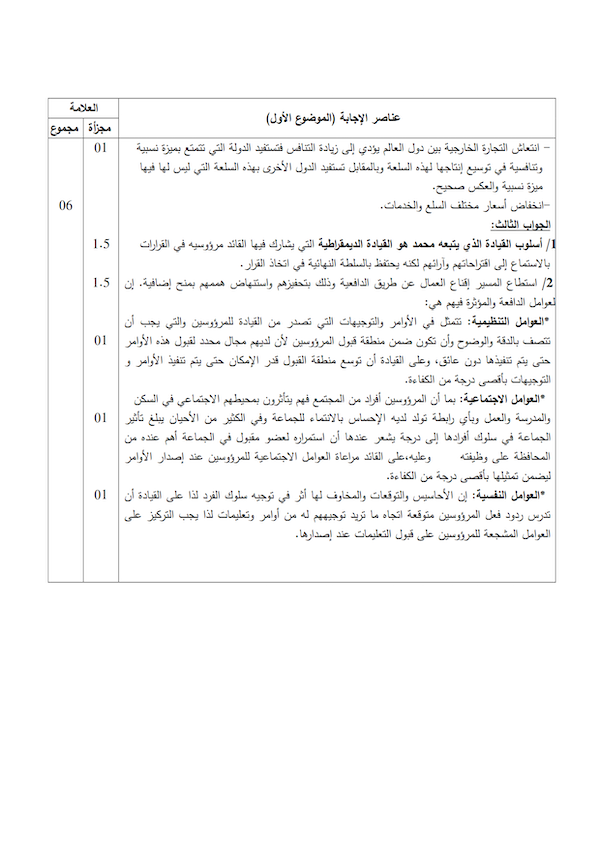 عناصر الإجابة (الموضوع الأول)
العلامة
مجزأة
مجموع
- انتعاش التجارة الخارجية بين دول العالم يؤدي إلى زيادة التنافس فتستفيد الدولة التي تتمتع بميزة نسبية
01
وتنافسية في توسيع إنتاجها لهذه السلعة وبالمقابل تستفيد الدول الأخرى بهذه السلعة التي ليس لها فيها
ميزة نسبية والعكس صحيح.
-انخفاض أسعار مختلف السلع والخدمات.
06
الجواب الثالث:
1/ أسلوب القيادة الذي يتبعه محمد هو القيادة الديمقراطية التي يشارك فيها القائد مرؤوسيه في القرارات
1.5
بالاستماع إلى اقتراحاتهم وآرائهم لكنه يحتفظ بالسلطة النهائية في اتخاذ القرار.
2/ استطاع المسير إقناع العمال عن طريق الدافعية وذلك بتحفيزهم واستنهاض هممهم بمنح إضافية. إن
1.5
لعوامل الدافعة والمؤثرة فيهم هي:
*العوامل التنظيمية: تتمثل في الأوامر والتوجيهات التي تصدر من القيادة للمرؤوسين والتي يجب أن
تتصف بالدقة والوضوح وأن تكون ضمن منطقة قبول المرؤوسين لأن لديهم مجال محدد لقبول هذه الأوامر
01
حتى يتم تنفيذها دون عائق، وعلى القيادة أن توسع منطقة القبول قدر الإمكان حتى يتم تنفيذ الأوامر و
التوجيهات بأقصى درجة من الكفاءة.
*العوامل الاجتماعية: بما أن المرؤوسين أفراد من المجتمع فهم يتأثرون بمحيطهم الاجتماعي في السكن
والمدرسة والعمل وبأي رابطة تولد لديه الإحساس بالانتماء للجماعة وفي الكثير من الأحيان يبلغ تأثير
01
الجماعة في سلوك أفرادها إلى درجة يشعر عندها أن استمراره لعضو مقبول في الجماعة أهم عنده من
المحافظة على وظيفته وعليه،على القائد مراعاة العوامل الاجتماعية للمرؤوسين عند إصدار الأوامر
ليضمن تمثيلها بأقصى درجة من الكفاءة.
*العوامل النفسية: إن الأحاسيس والتوقعات والمخاوف لها أثر في توجيه سلوك الفرد لذا على القيادة أن
01
تدرس ردود فعل المرؤوسين متوقعة اتجاه ما تريد توجيههم له من أوامر وتعليمات لذا يجب التركيز على
العوامل المشجعة للمرؤوسين على قبول التعليمات عند إصدارها.